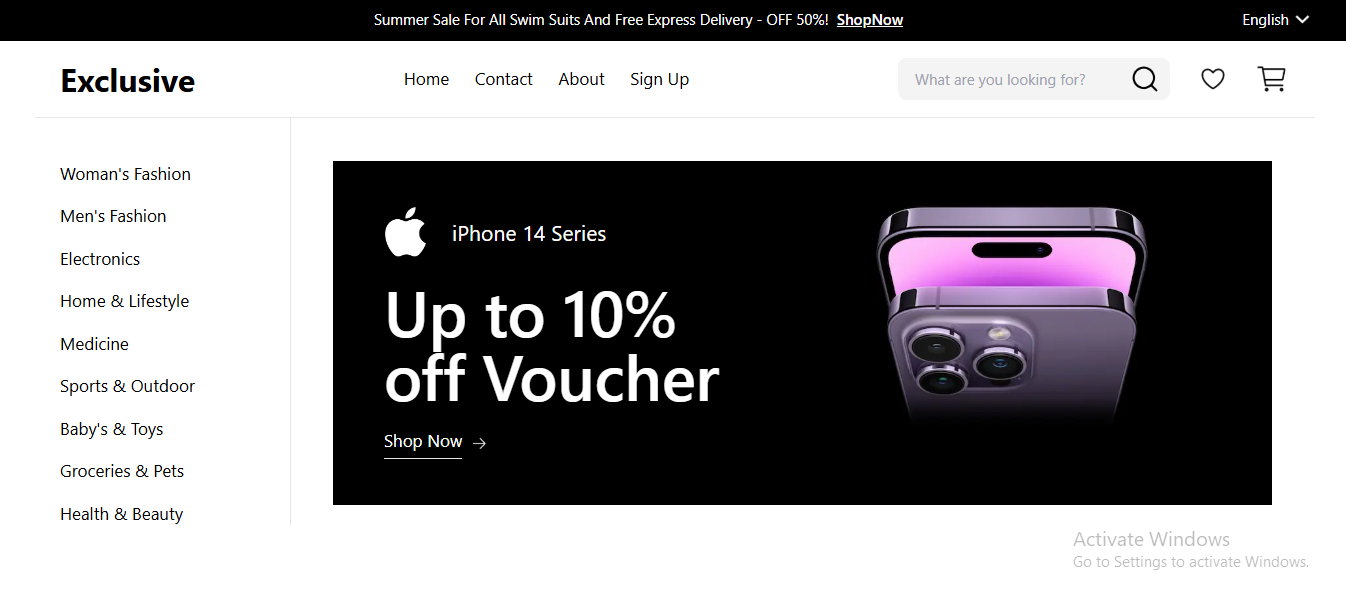 Summer Sale For All Swim Suits And Free Express Delivery - OFF 50%! ShopNow
English
Exclusive
Home
Contact
About
Sign Up
What are you looking for?
Woman's Fashion
Men's Fashion
Electronics
Home & Lifestyle
Medicine
Sports & Outdoor
Baby's & Toys
Groceries & Pets
Health & Beauty
iPhone 14 Series
Up to 10%
off Voucher
Shop Now
Activate Windows
Go to Settings to activate Windows.